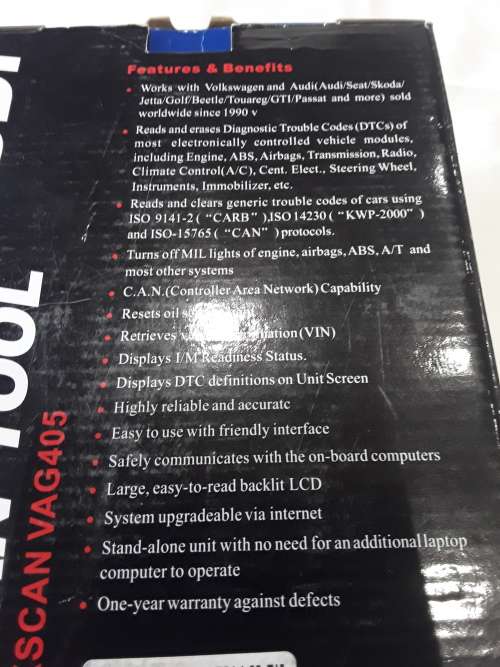 Features & Benefits
• Works with Volkswagen and Audi(Audi/Seat/Skoda/
Jetta/Golf/Beetle/Touareg/GTI/Passat and more) sold
worldwide since 1990 v
• Reads and erases Diagnostic Trouble Codes (DTCs) of
most electronically controlled vehicle modules,
including Engine, ABS, Airbags, Transmission, Radio,
Climate Control(A/C), Cent. Elect., Steering Wheel,
Instruments, Immobilizer, etc.
• Reads and clears generic trouble codes of cars using
ISO 9141-2 ( “CARB” ),ISO 14230 ( “KWP-2000” )
and ISO-15765 ( “CAN” ) protocols.
• Turns off MIL lights of engine, airbags, ABS, A/T and
most other systems
• C.A.N.(Controller Area Network) Capability
• Resets oil
• Retrieves (VIN)
• Displays I/M Readiness Status.
• Displays DTC definitions on Unit Screen
• Highly reliable and accurate
• Easy to use with friendly interface
• Safely communicates with the on-board computers
• Large, easy-to-read backlit LCD
• System upgradeable via internet
• Stand-alone unit with no need for an additional laptop
computer to operate
• One-year warranty against defects
TOOL
SCAN VAG405